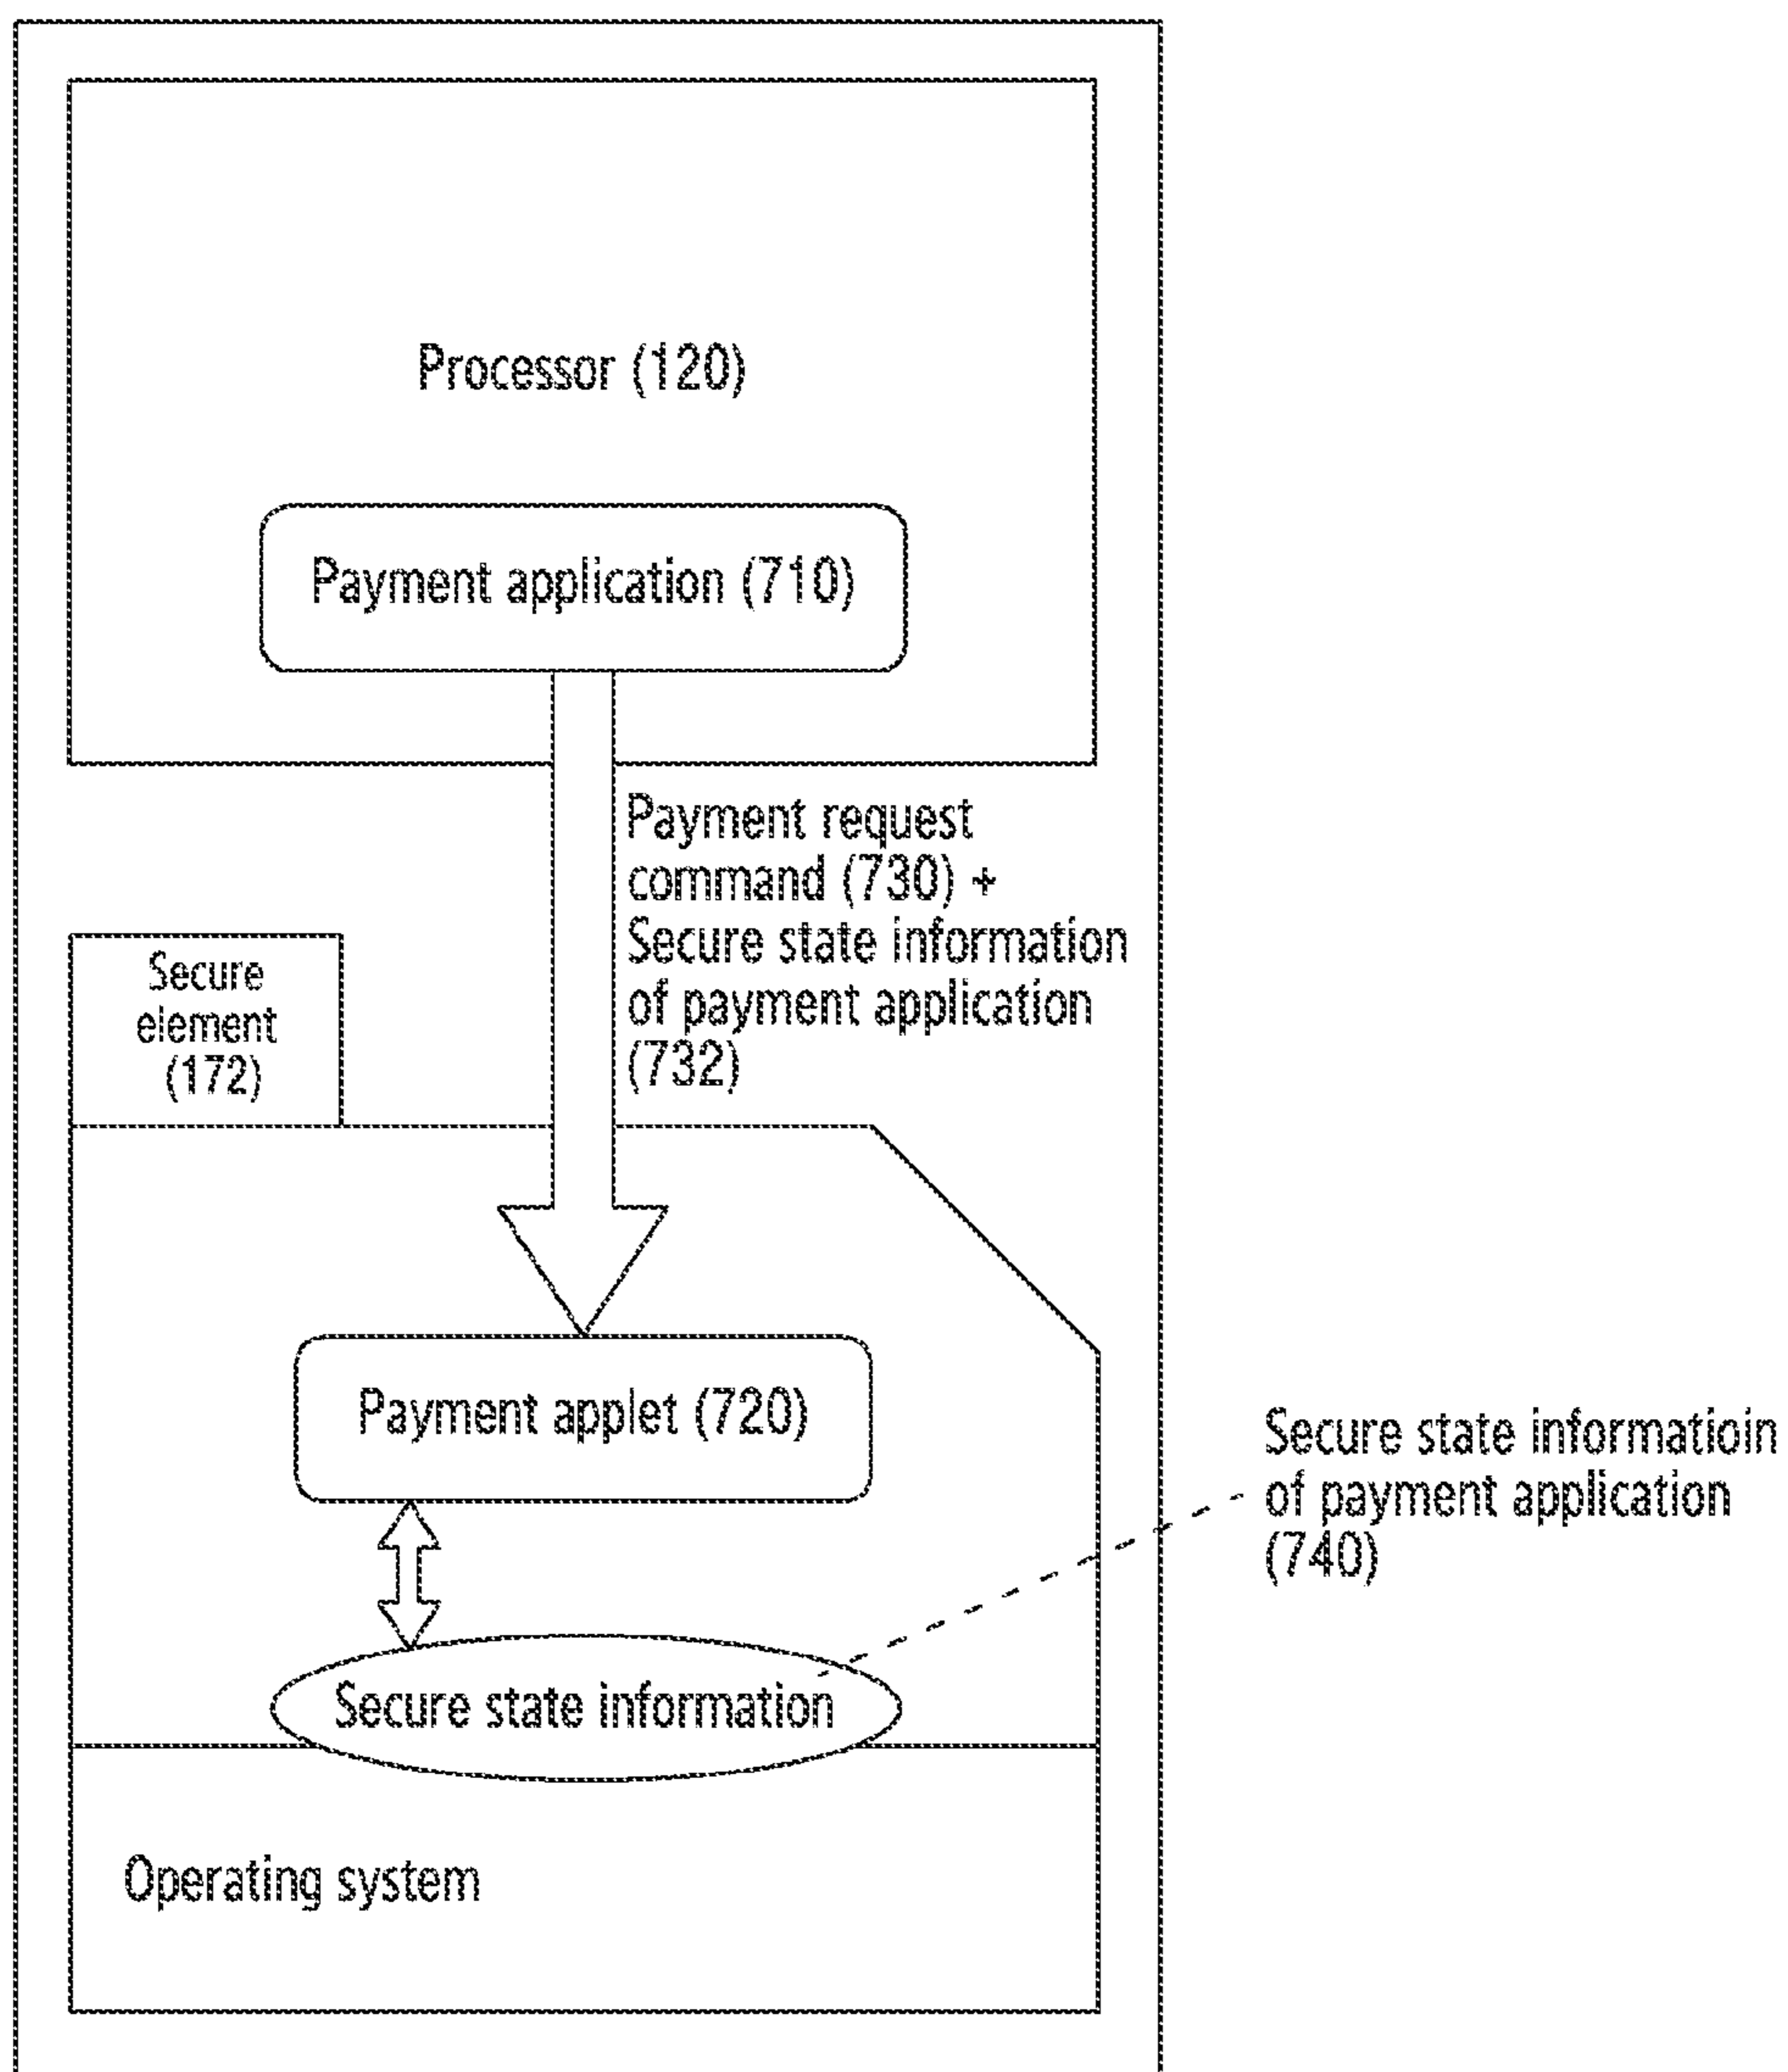 Processor (120)
Payment application (710)
Payment request
command (730) +
Secure state information
of payment application
(732)
Secure
element
(172)
Payment applet (720)
Secure state informatioin
of payment application
(740)
Secure state information
Operating system